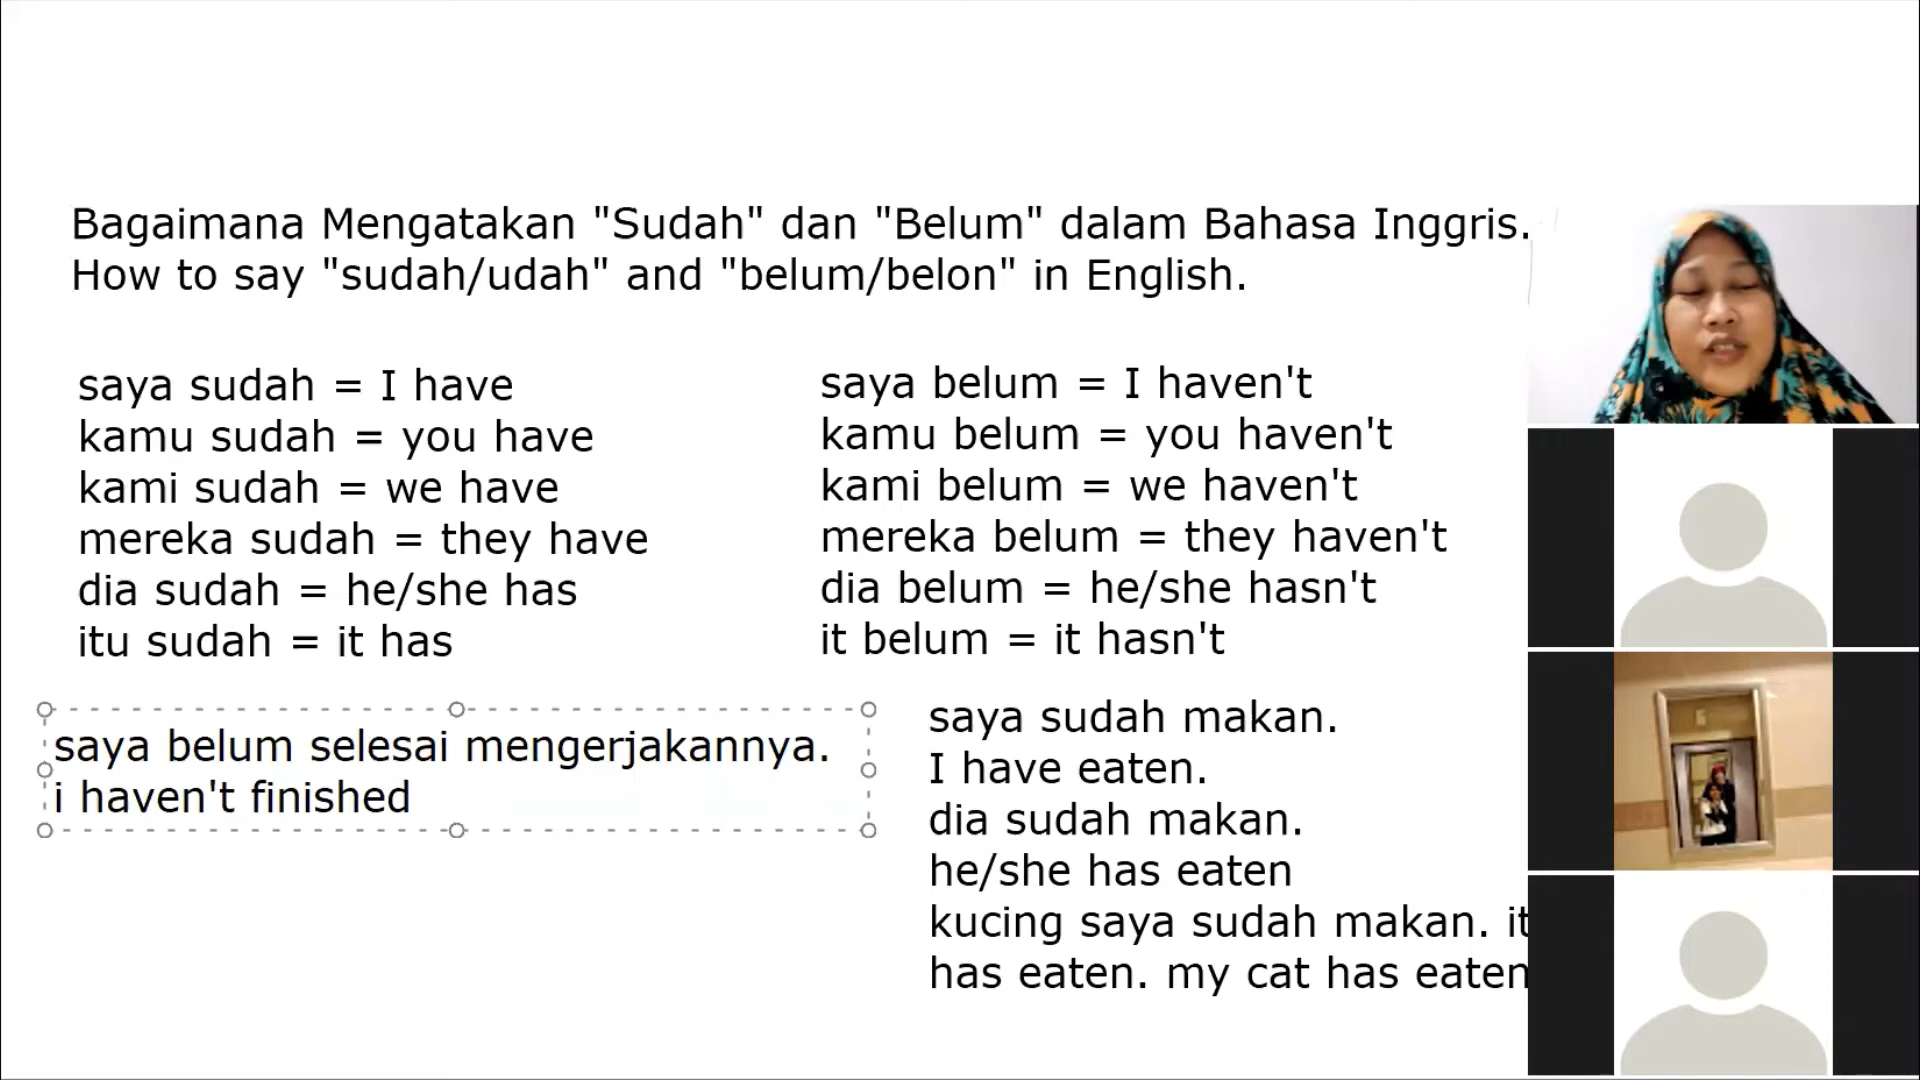 Bagaimana Mengatakan "Sudah" dan "Belum" dalam Bahasa Inggris.
How to say "sudah/udah" and "belum/belon" in English.
saya sudah = I have
kamu sudah = you have
kami sudah = we have
mereka sudah = they have
dia sudah = he/she has
itu sudah = it has
saya belum = I haven't
kamu belum = you haven't
kami belum = we haven't
mereka belum = they haven't
dia belum = he/she hasn't
it belum = it hasn't
saya belum selesai mengerjakannya.
i haven't finished
saya sudah makan.
I have eaten.
dia sudah makan.
he/she has eaten
kucing saya sudah makan. it
has eaten. my cat has eaten